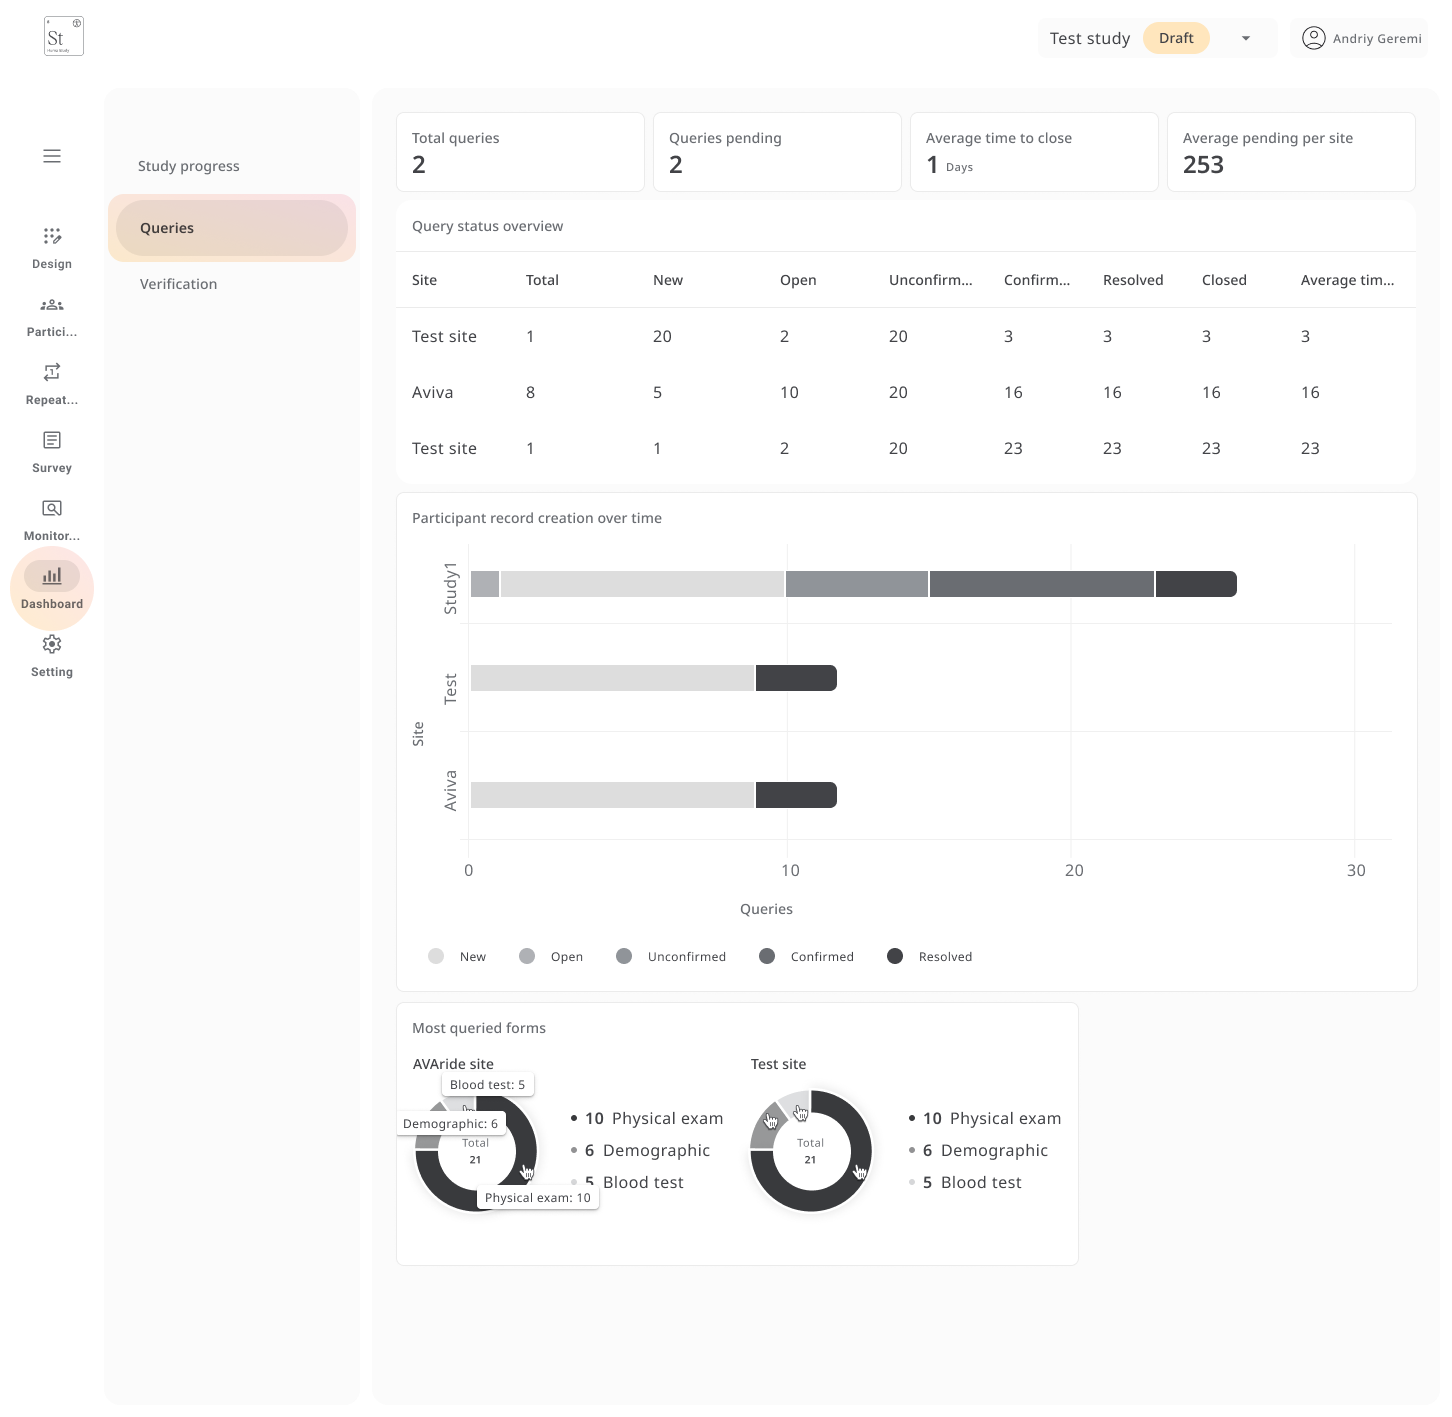 St
Test study
Draft
Andriy Geremi
Study progress
Queries
Verification
Design
Partici...
Repeat...
1
Survey
Monitor...
Dashboard
Setting
Total queries
2
Queries pending
2
Average time to close
1 Days
Average pending per site
253
Query status overview
Site Total New Open Unconfirm... Confirm... Resolved Closed Average tim...
Test site 1 20 2 20 3 3 3 3
Aviva 8 5 10 20 16 16 16 16
Test site 1 1 2 20 23 23 23 23
Participant record creation over time
Study1
Test
Aviva
Site
0 10 20 30
Queries
New Open Unconfirmed Confirmed Resolved
Most queried forms
AVAride site
Blood test: 5
Demographic: 6
Total
21
Physical exam: 10
10 Physical exam
6 Demographic
5 Blood test
Test site
Total
21
10 Physical exam
6 Demographic
5 Blood test